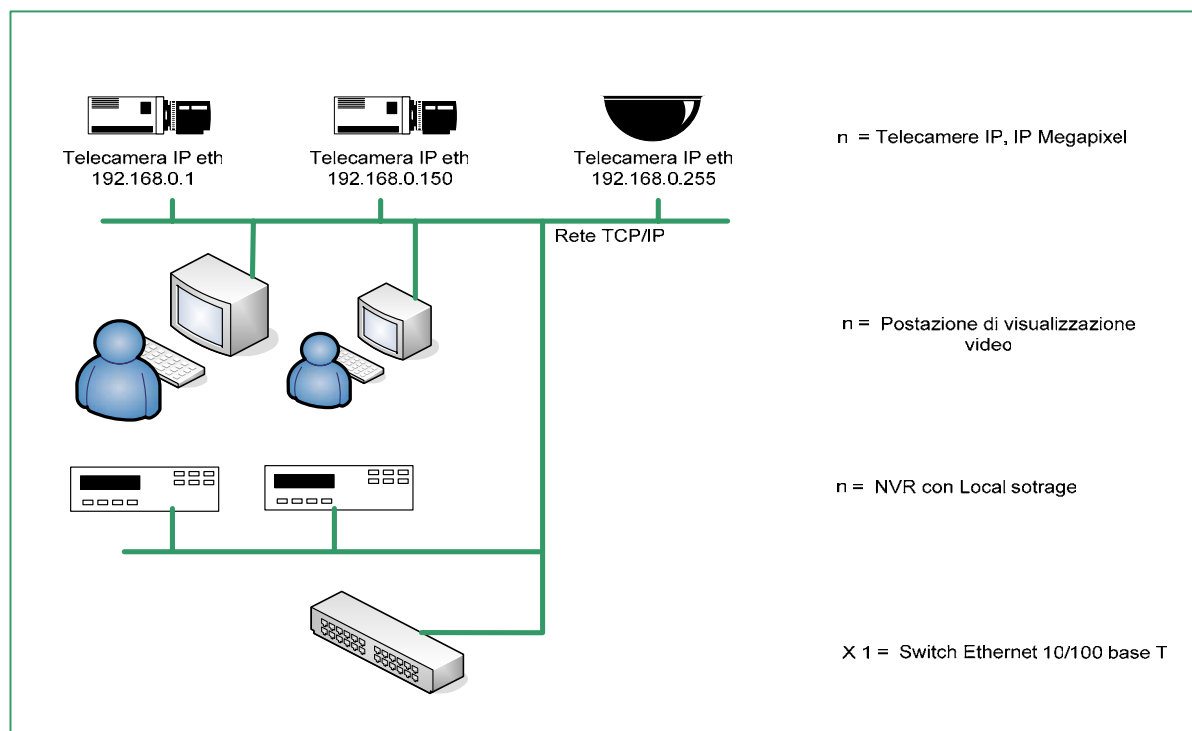 Telecamera IP eth
192.168.0.1
Telecamera IP eth
192.168.0.150
Telecamera IP eth
192.168.0.255
n = Telecamere IP, IP Megapixel
Rete TCP/IP
n = Postazione di visualizzazione
video
n = NVR con Local sotrage
X 1 = Switch Ethernet 10/100 base T